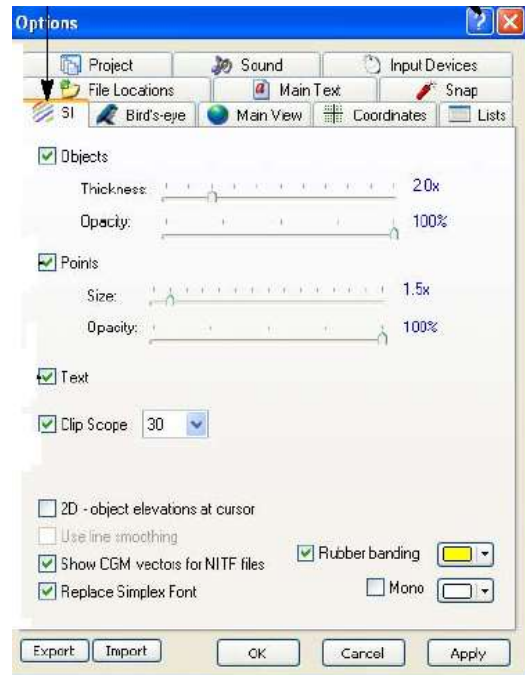 Options
Project Sound Input Devices
File Locations Main Text Snap
SI Bird's-eye Main View Coordinates Lists
Objects
Thickness: 2.0x
Opacity: 100%
Points
Size: 1.5x
Opacity: 100%
Text
Clip Scope 30
2D - object elevations at cursor
Use line smoothing
Show CGM vectors for NITF files
Rubber banding
Replace Simplex Font
Mono
Export Import OK Cancel Apply